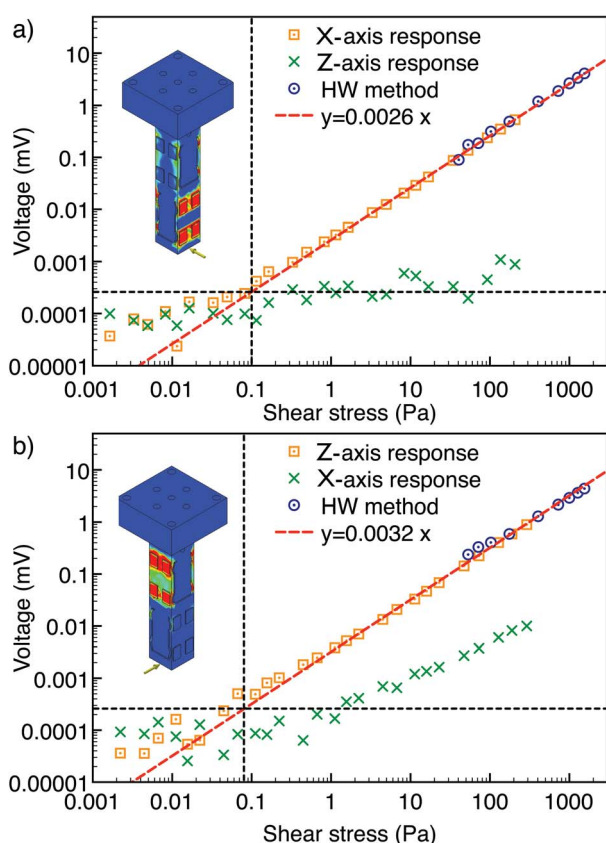 a)
X-axis response
Z-axis response
HW method
y=0.0026 x
Voltage (mV)
10
1
0.1
0.01
0.001
0.0001
0.00001
0.001 0.01 0.1 1 10 100 1000
Shear stress (Pa)
b)
Z-axis response
X-axis response
HW method
y=0.0032 x
Voltage (mV)
10
1
0.1
0.01
0.001
0.0001
0.00001
0.001 0.01 0.1 1 10 100 1000
Shear stress (Pa)